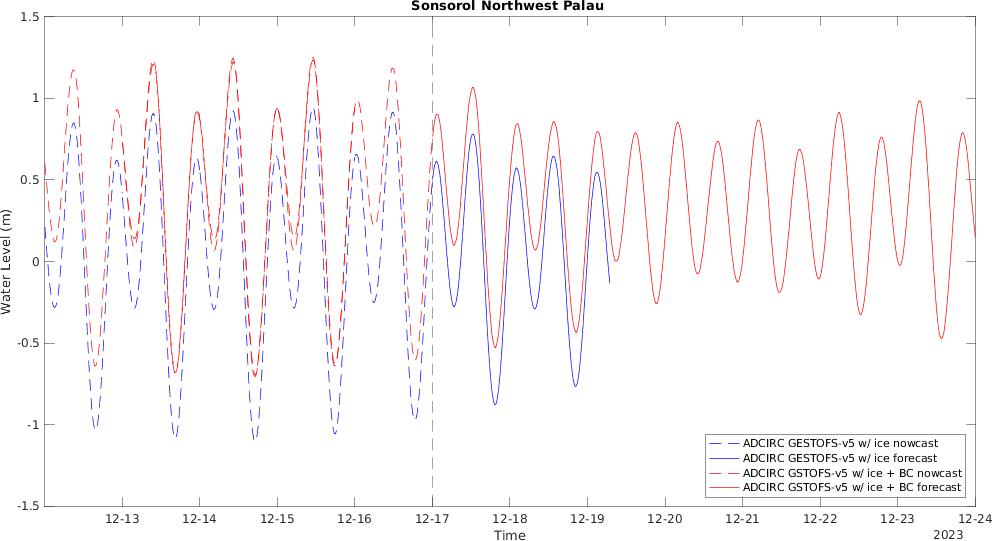 Sonsorol Northwest Palau
1.5
1
0.5
0
-0.5
-1
-1.5
Water Level (m)
12-13
12-14
12-15
12-16
12-17
12-18
12-19
12-20
12-21
12-22
12-23
12-24
Time
2023
ADCIRC GESTOFS-v5 w/ ice nowcast
ADCIRC GESTOFS-v5 w/ ice forecast
ADCIRC GSTOFS-v5 w/ ice + BC nowcast
ADCIRC GSTOFS-v5 w/ ice + BC forecast